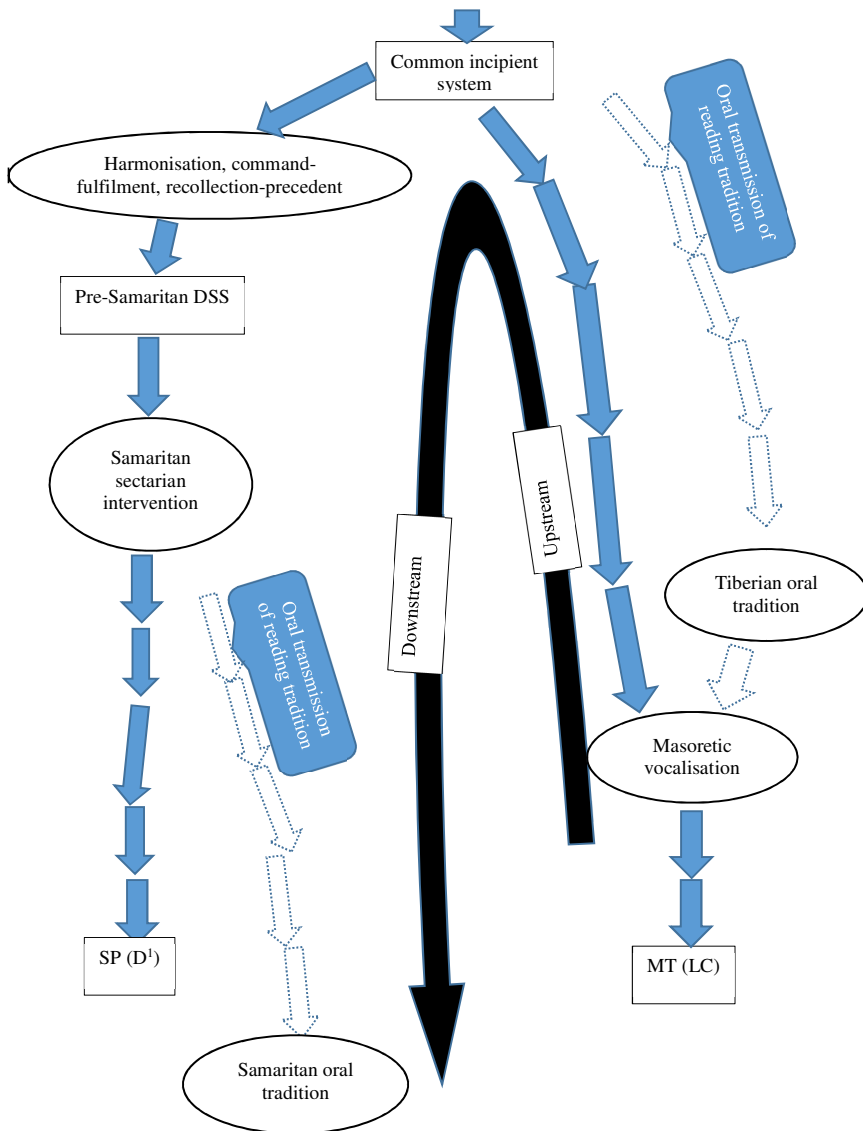 Common incipient
system
Oral transmission of
reading tradition
Harmonisation, command-
fulfilment, recollection-precedent
Pre-Samaritan DSS
Samaritan
sectarian
intervention
Upstream
Downstream
Tiberian oral
tradition
Oral transmission
of reading tradition
Masoretic
vocalisation
SP (D¹)
MT (LC)
Samaritan oral
tradition